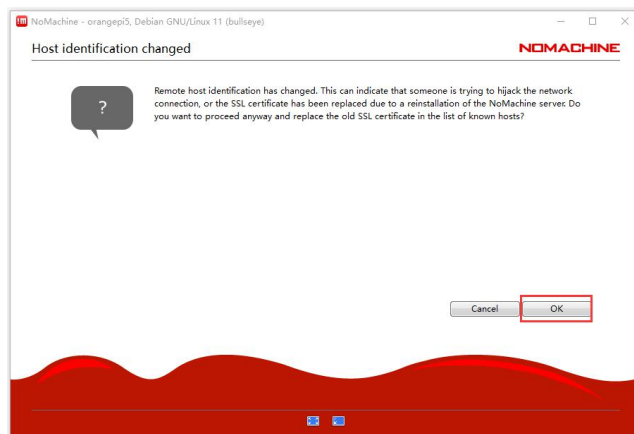 !M NoMachine - orangepi5, Debian GNU/Linux 11 (bullseye)
Host identification changed
NOMACHINE
?
Remote host identification has changed. This can indicate that someone is trying to hijack the network
connection, or the SSL certificate has been replaced due to a reinstallation of the NoMachine server. Do
you want to proceed anyway and replace the old SSL certificate in the list of known hosts?
Cancel
OK